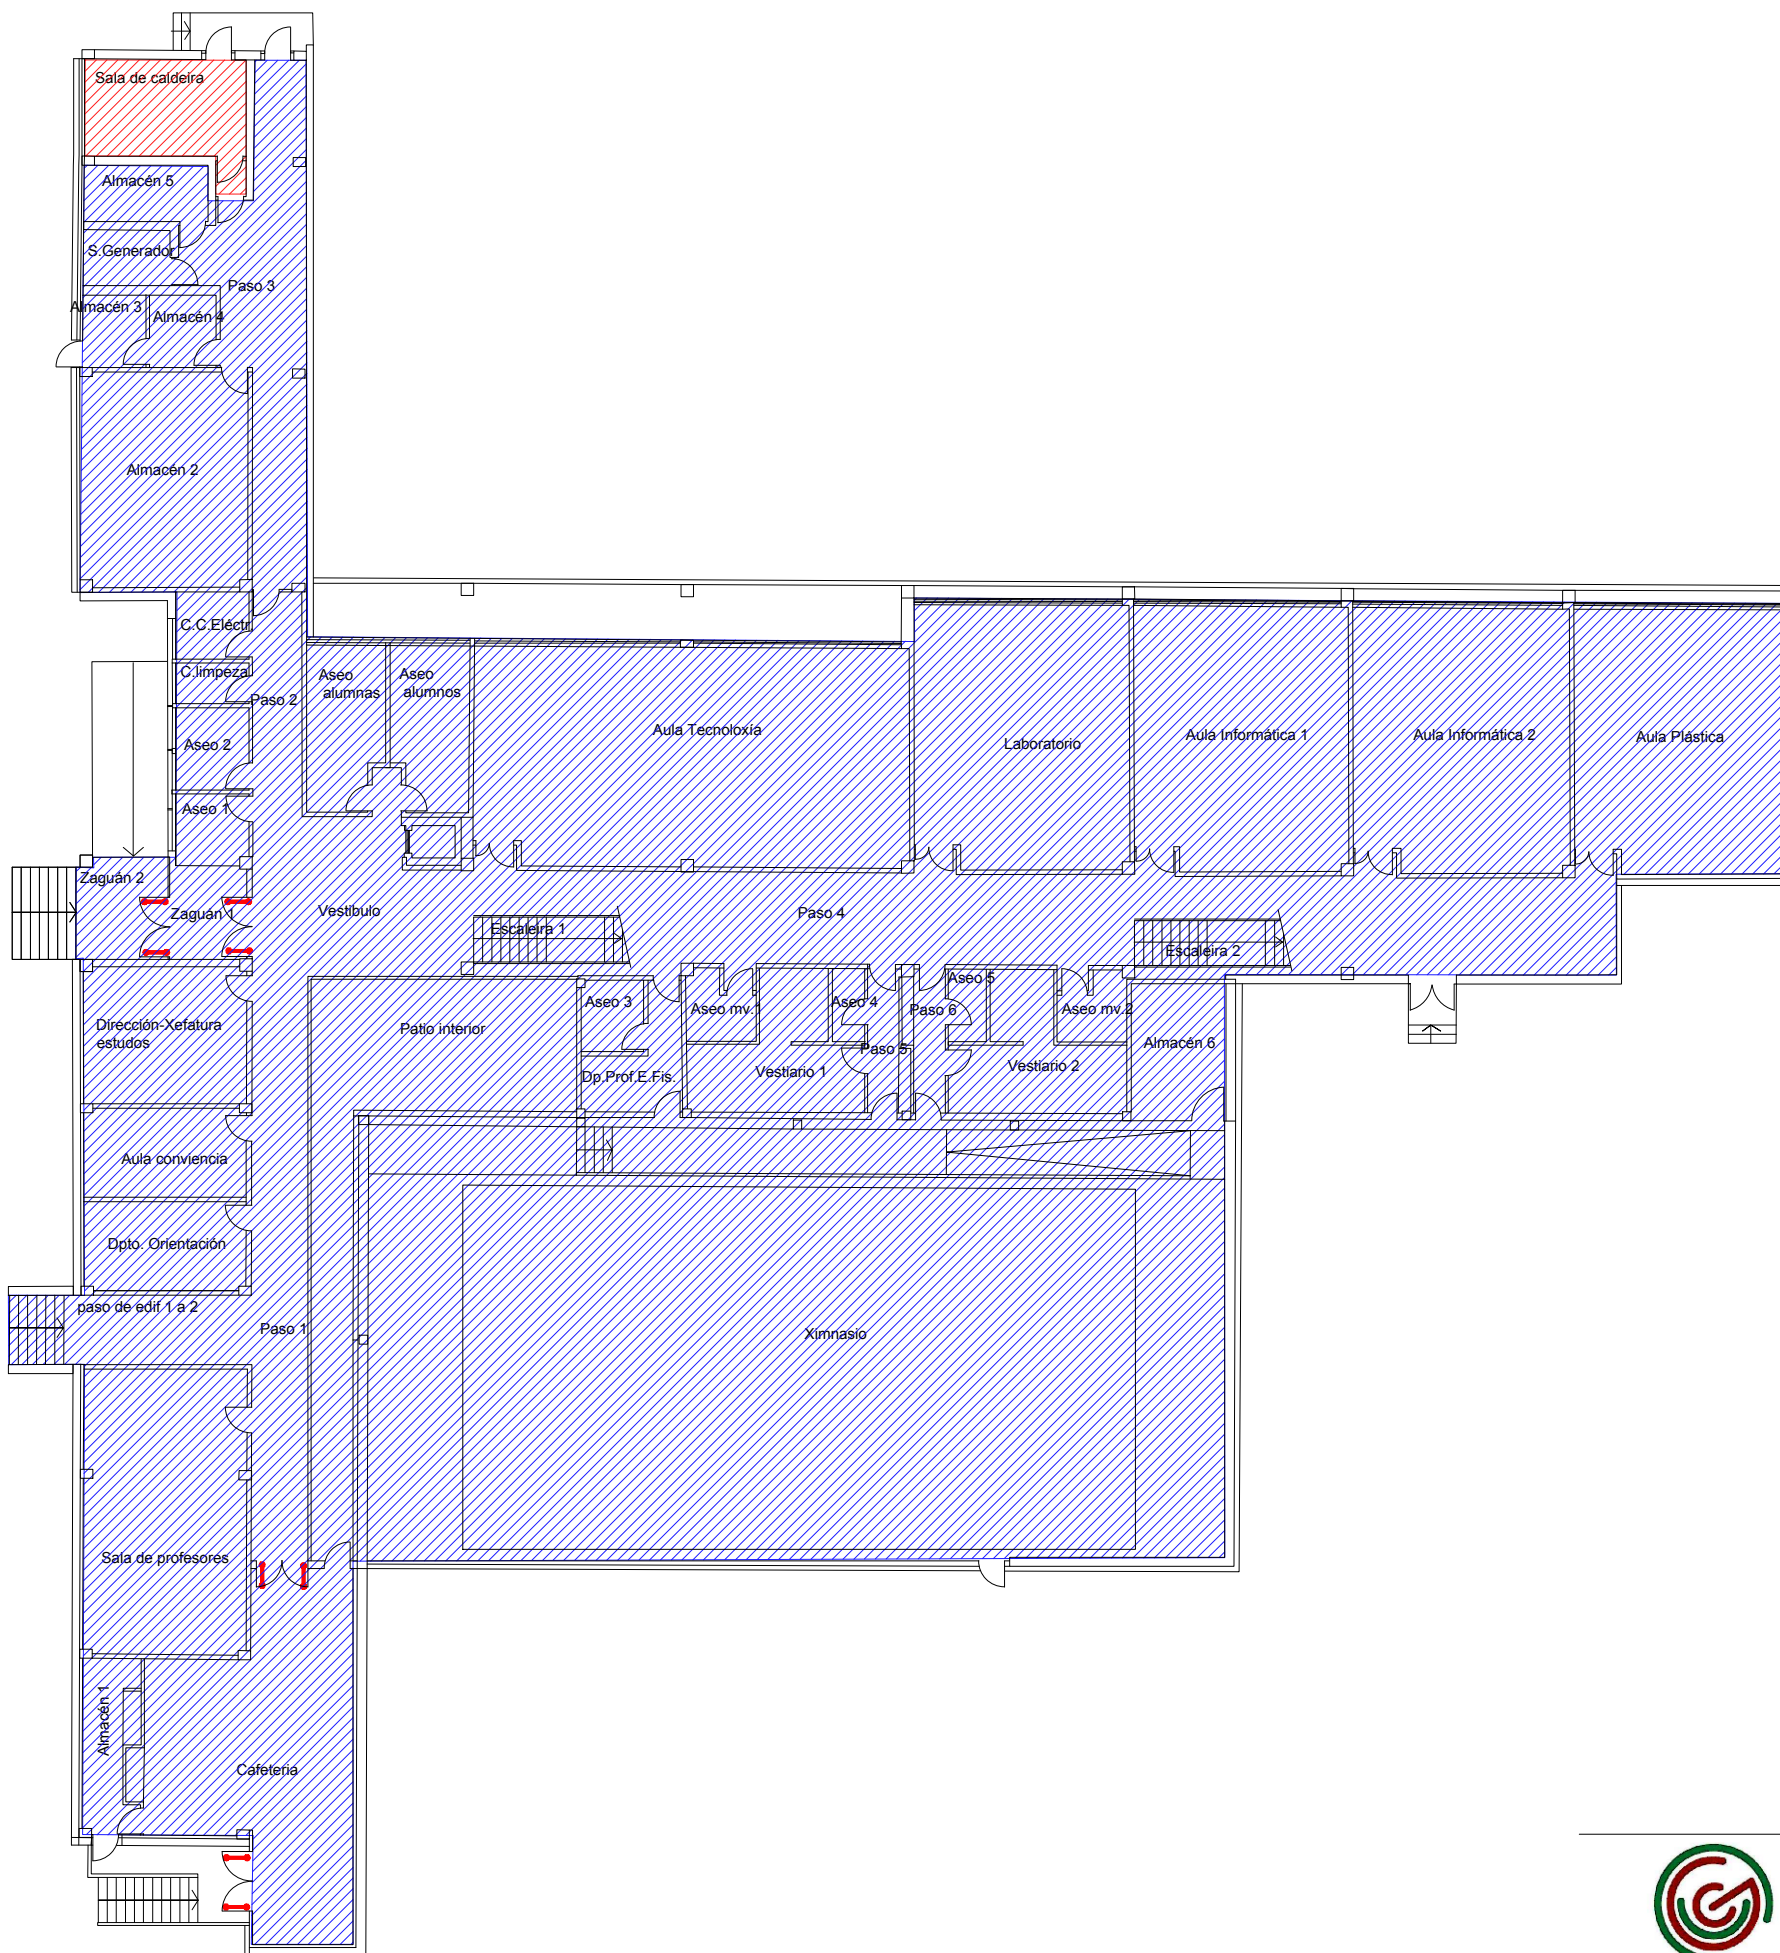 Sala de caldeira
Almacén 5
S.Generador
Paso 3
Almacén 3
Almacén 4
Almacén 2
C.C.Eléctr
C.limpeza
Paso 2
Aseo
alumnas
Aseo
alumnos
Aula Tecnoloxía
Laboratorio
Aula Informática 1
Aula Informática 2
Aula Plástica
Aseo 2
Aseo 1
Zaguán 2
Zaguán 1
Vestibulo
Paso 4
Escaleira 1
Escaleira 2
Dirección-Xefatura
estudos
Patio interior
Aseo 3
Aseo mv.1
Aseo 4
Paso 6
Aseo 5
Aseo mv.2
Almacén 6
Paso 5
Dp.Prof.E.Fis.
Vestiario 1
Vestiario 2
Aula conviencia
Dpto. Orientación
paso de edif 1 a 2
Paso 1
Ximnasio
Sala de profesores
Almacén 1
Cafeteria